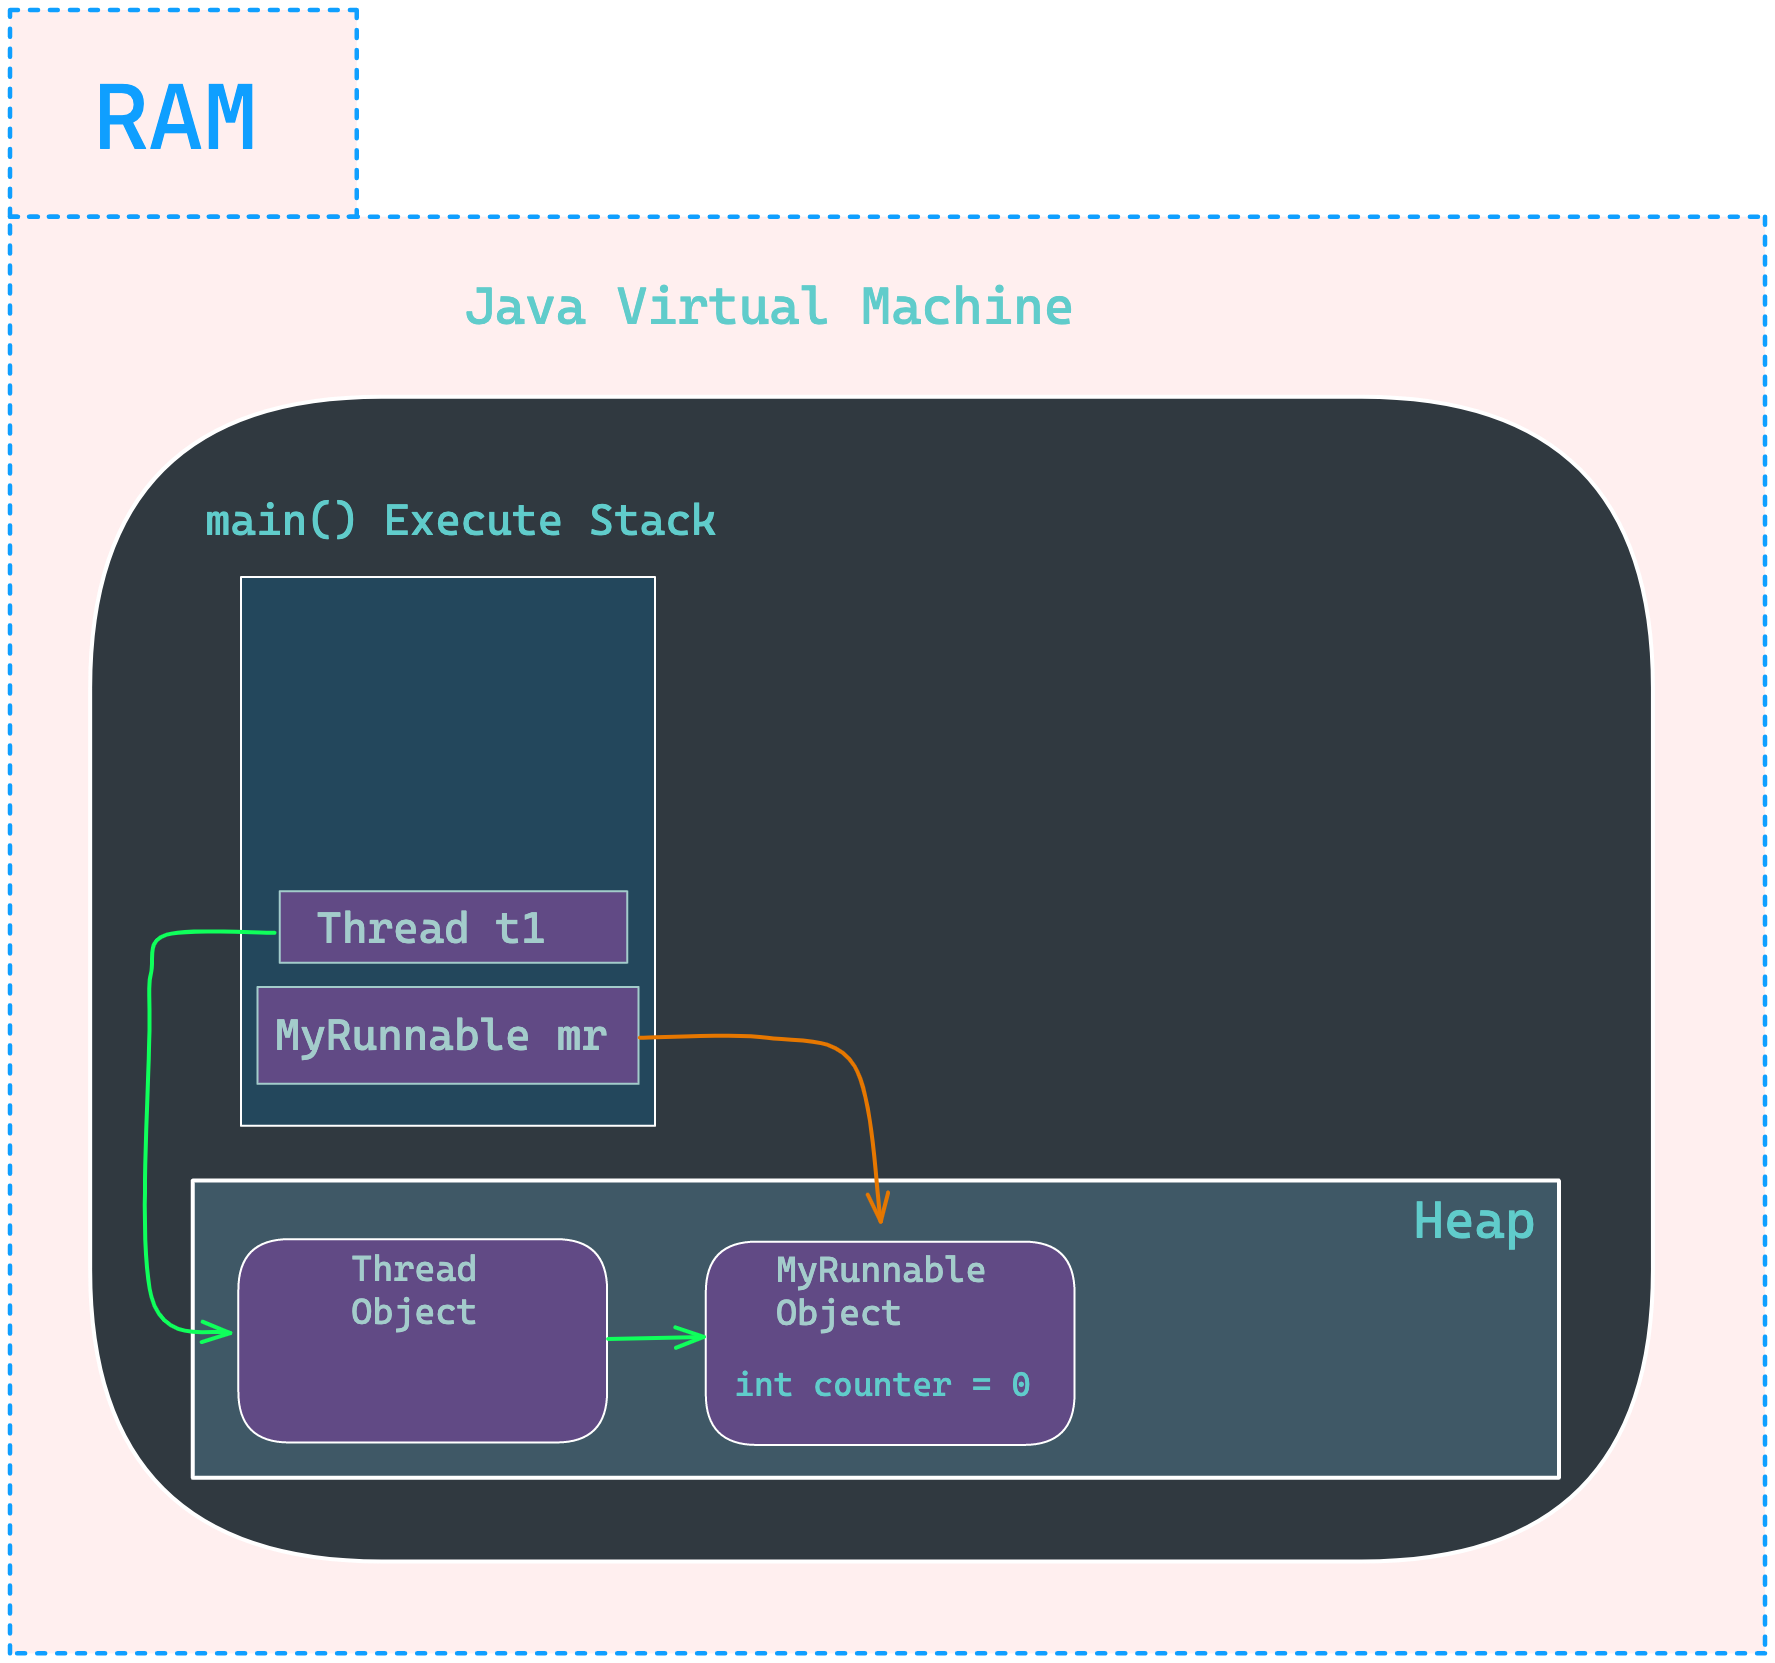 RAM
Java Virtual Machine
main() Execute Stack
Thread t1
MyRunnable mr
Heap
Thread
Object
MyRunnable
Object
int counter = 0